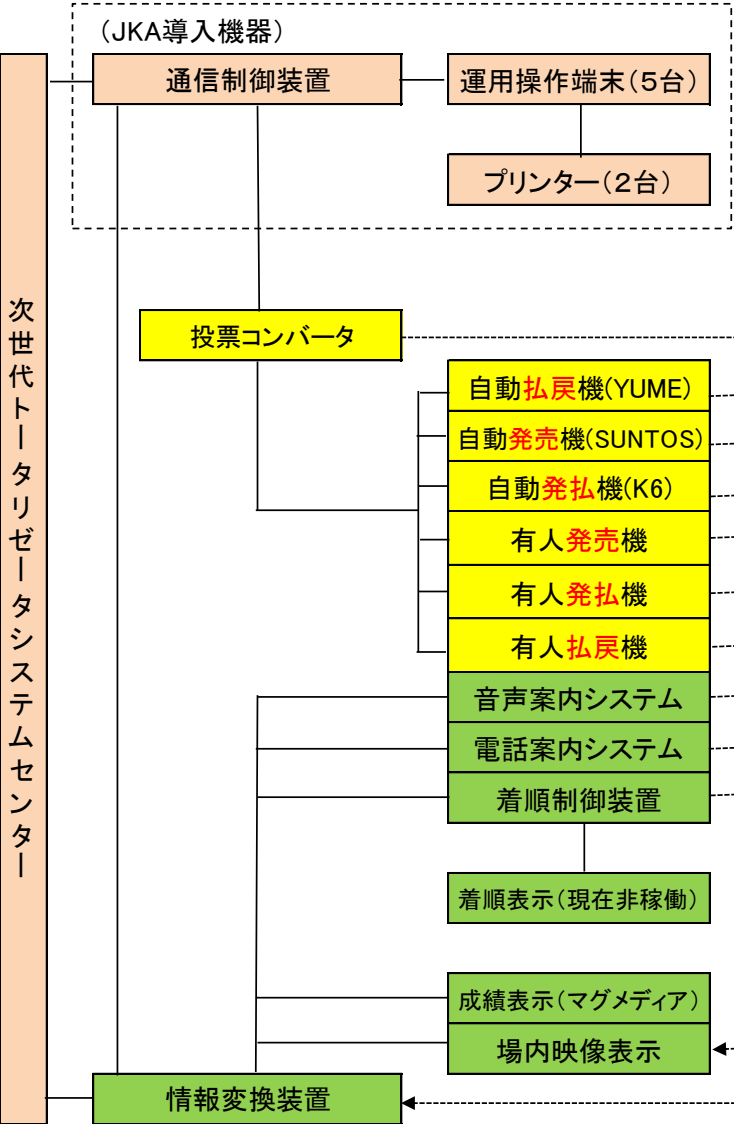 （JKA導入機器）
通信制御装置
運用操作端末（５台）
プリンター（２台）
次世代トータリゼータシステムセンター
投票コンバータ
自動払戻機(YUME)
自動発売機(SUNTOS)
自動発払機(K6)
有人発売機
有人発払機
有人払戻機
音声案内システム
電話案内システム
着順制御装置
着順表示（現在非稼働）
成績表示（マグメディア）
場内映像表示
情報変換装置